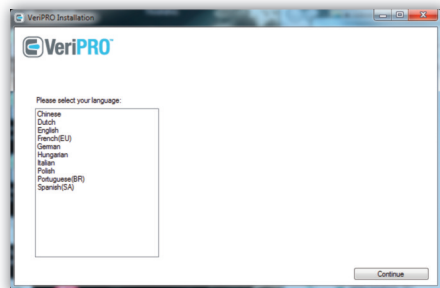 VeriPRO Installation
VeriPRO™
Please select your language:
Chinese
Dutch
English
French(EU)
German
Hungarian
Italian
Polish
Portuguese(BR)
Spanish(SA)
Continue